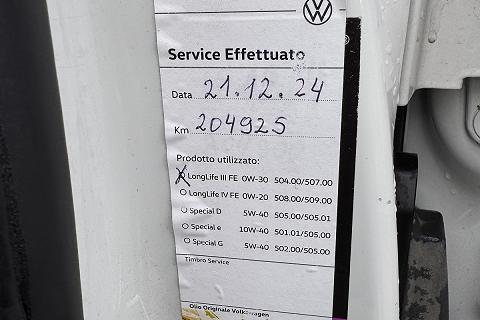 Service Effettuato
Data 21.12.24
Km 204925
Prodotto utilizzato:
LongLife III FE 0W-30 504.00/507.00
LongLife IV FE 0W-20 508.00/509.00
Special D 5W-40 505.00/505.01
Special e 10W-40 501.01/505.00
Special G 5W-40 502.00/505.00
Timbro Service
Olio Originale Volkswagen